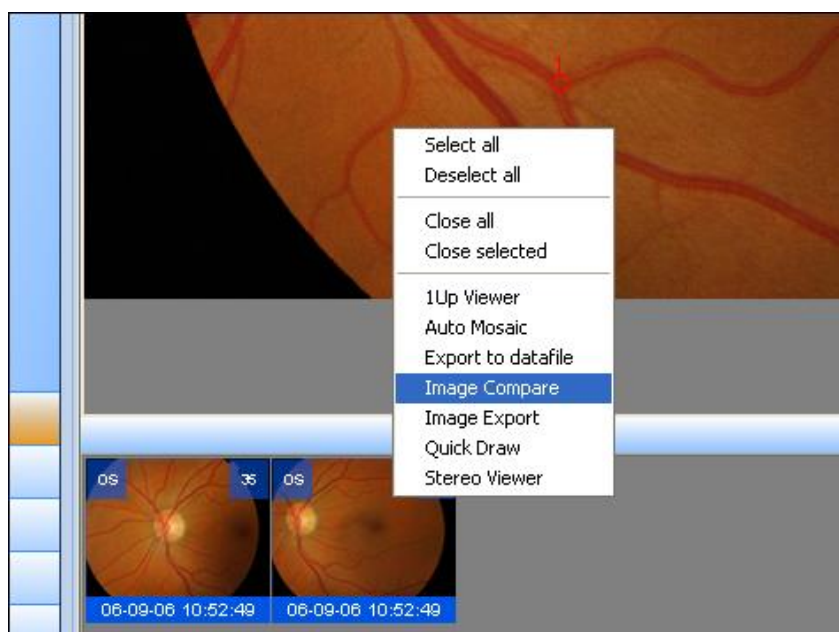 Select all
Deselect all
Close all
Close selected
1Up Viewer
Auto Mosaic
Export to datafile
Image Compare
Image Export
Quick Draw
Stereo Viewer
OS 35 OS
06-09-06 10:52:49 06-09-06 10:52:49